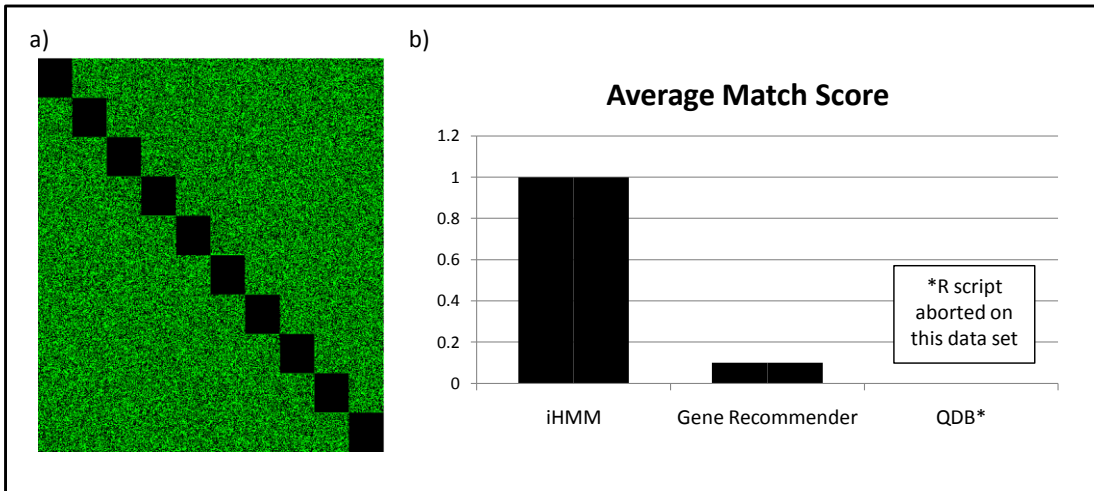 a)
b)
Average Match Score
1.2
1
0.8
0.6
0.4
0.2
0
*R script
aborted on
this data set
iHMM
Gene Recommender
QDB*